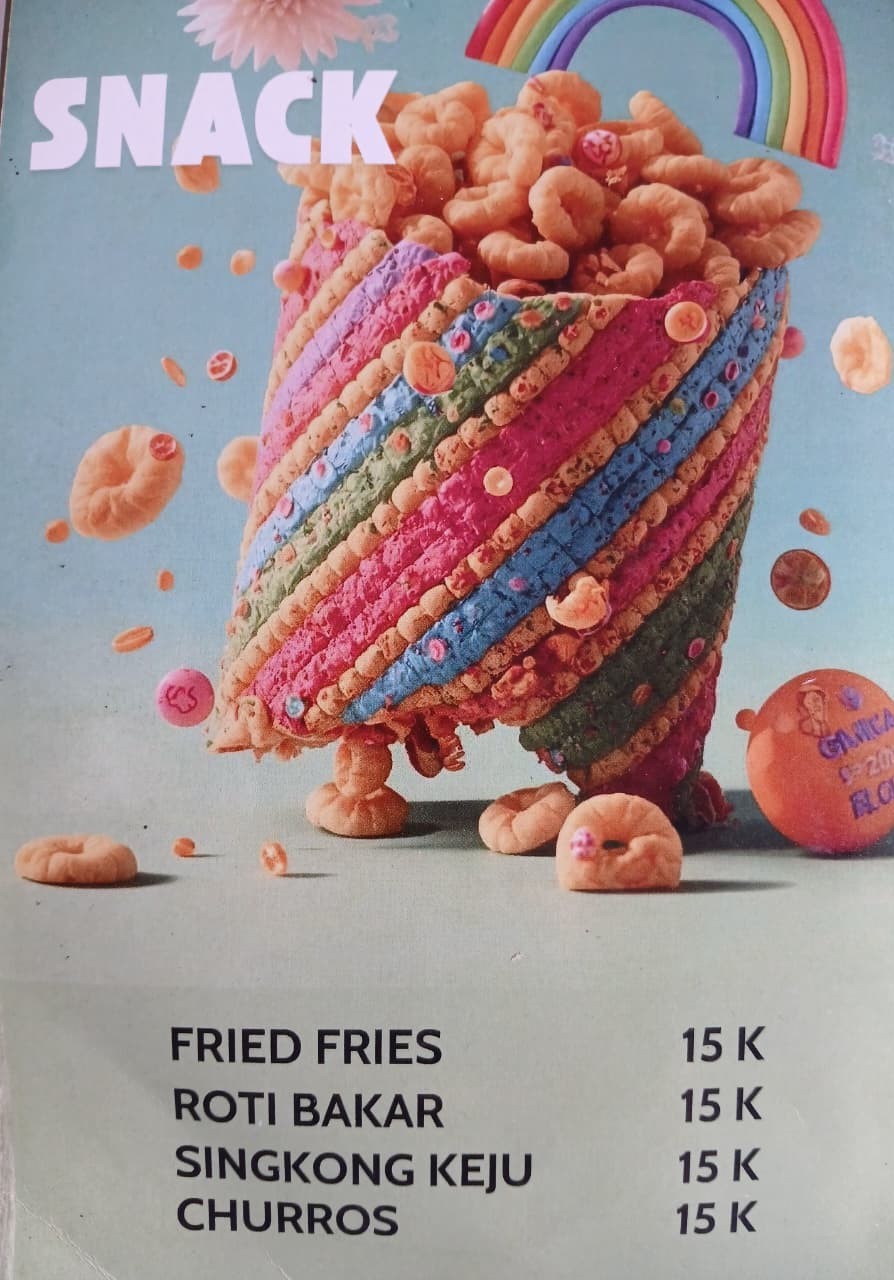 SNACK
FRIED FRIES 15 K
ROTI BAKAR 15 K
SINGKONG KEJU 15 K
CHURROS 15 K